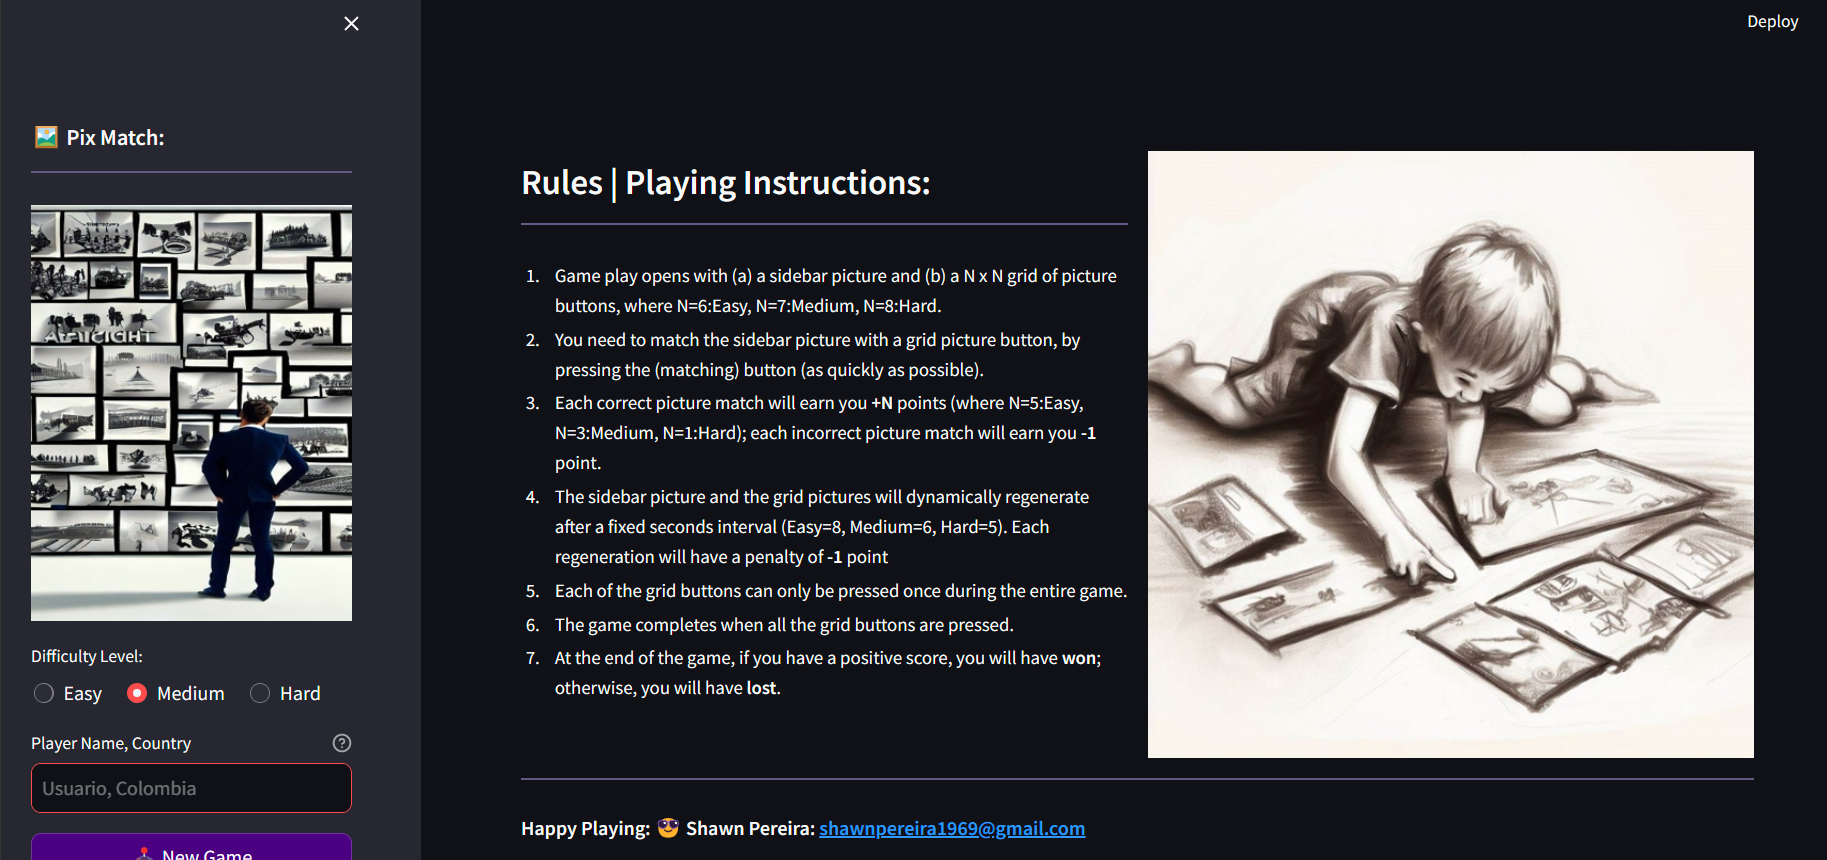 Deploy
Pix Match:
Difficulty Level:
Easy
Medium
Hard
Player Name, Country
Usuario, Colombia
New Game
Rules | Playing Instructions:
1. Game play opens with (a) a sidebar picture and (b) a N x N grid of picture
buttons, where N=6:Easy, N=7:Medium, N=8:Hard.
2. You need to match the sidebar picture with a grid picture button, by
pressing the (matching) button (as quickly as possible).
3. Each correct picture match will earn you +N points (where N=5:Easy,
N=3:Medium, N=1:Hard); each incorrect picture match will earn you -1
point.
4. The sidebar picture and the grid pictures will dynamically regenerate
after a fixed seconds interval (Easy=8, Medium=6, Hard=5). Each
regeneration will have a penalty of -1 point
5. Each of the grid buttons can only be pressed once during the entire game.
6. The game completes when all the grid buttons are pressed.
7. At the end of the game, if you have a positive score, you will have won;
otherwise, you will have lost.
Happy Playing: 😎 Shawn Pereira: shawnpereira1969@gmail.com